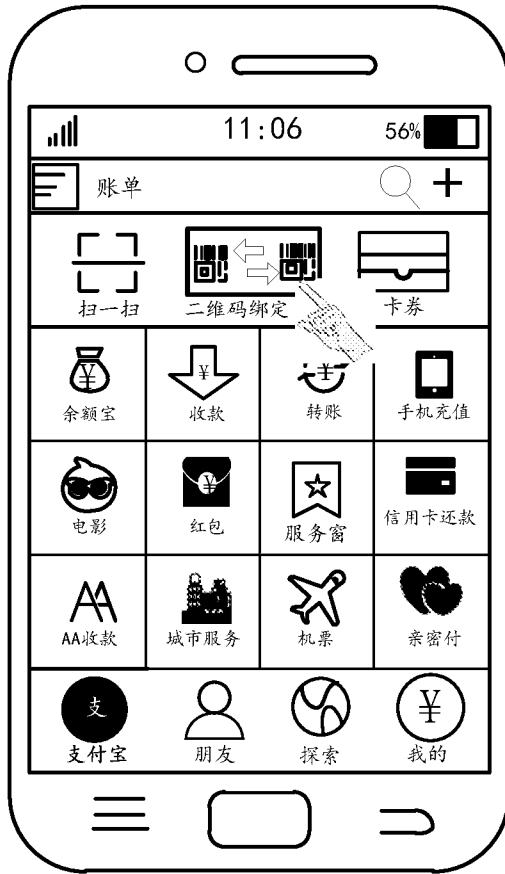 11:06 56%
账单
扫一扫 二维码绑定 卡券
¥ ¥ ¥
余额宝 收款 转账 手机充值
¥
电影 红包 服务窗 信用卡还款
AA
AA收款 城市服务 机票 亲密付
支 ¥
支付宝 朋友 探索 我的